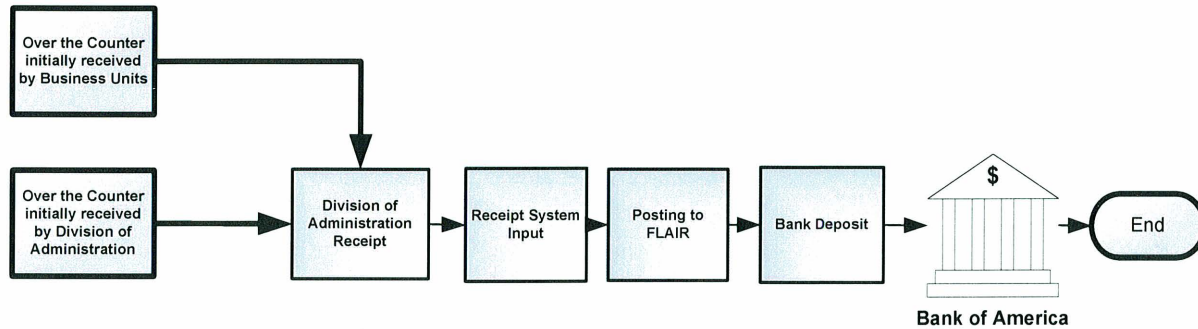 Over the Counter
initially received
by Business Units
Over the Counter
initially received
by Division of
Administration
Division of
Administration
Receipt
Receipt System
Input
Posting to
FLAIR
Bank Deposit
$
Bank of America
End